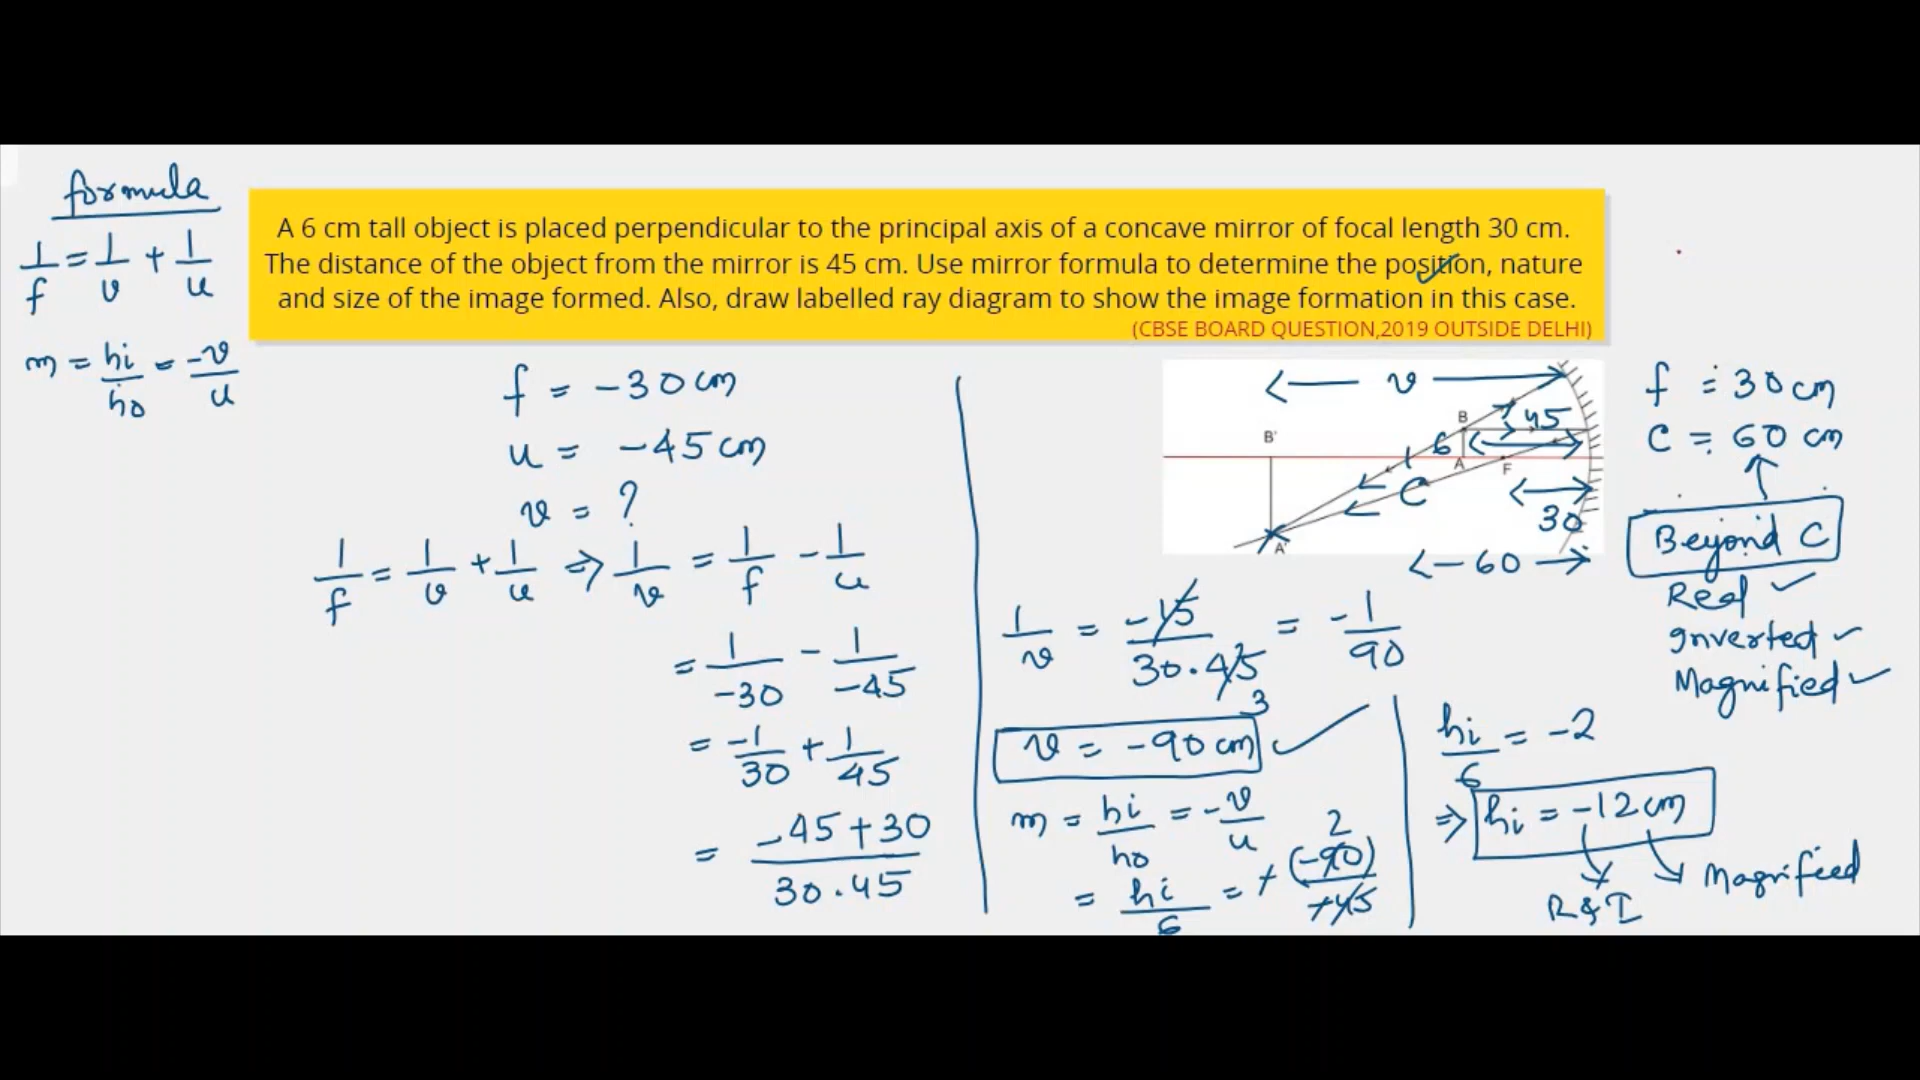 formula
1/f = 1/v + 1/u
m = hi/ho = -v/u
A 6 cm tall object is placed perpendicular to the principal axis of a concave mirror of focal length 30 cm.
The distance of the object from the mirror is 45 cm. Use mirror formula to determine the position, nature
and size of the image formed. Also, draw labelled ray diagram to show the image formation in this case.
(CBSE BOARD QUESTION,2019 OUTSIDE DELHI)
f = -30 cm
u = -45 cm
v = ?
1/f = 1/v + 1/u ⇒ 1/v = 1/f - 1/u
= 1/-30 - 1/-45
= -1/30 + 1/45
= -45+30/30.45
v
B
45
B'
6
A
F
C
30
A'
60
1/v = -15/30.45 = -1/90
3
v = -90 cm
m = hi/ho = -v/u
2
= hi/6 = + (-90)/+45
f = 30 cm
C = 60 cm
Beyond C
Real
Inverted
Magnified
hi/6 = -2
⇒ hi = -12 cm
Magnified
R & I